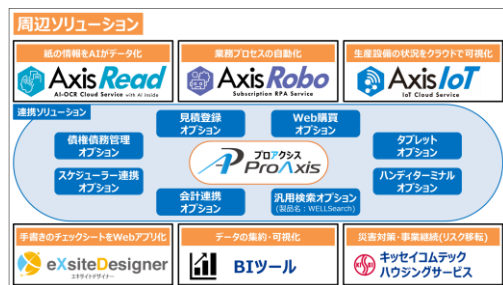 周辺ソリューション
紙の情報をAIがデータ化
Axis Read
AI-OCR Cloud Service with AI inside
業務プロセスの自動化
Axis Robo
Subscription RPA Service
生産設備の状況をクラウドで可視化
Axis IoT
IoT Cloud Service
連携ソリューション
見積登録
オプション
Web購買
オプション
債権債務管理
オプション
タブレット
オプション
プロアクシス
ProAxis
スケジューラー連携
オプション
ハンディターミナル
オプション
会計連携
オプション
汎用検索オプション
(製品名:WELLSearch)
手書きのチェックシートをWebアプリ化
eXsiteDesigner
エキサイトデザイナー
データの集約・可視化
BIツール
災害対策・事業継続(リスク移転)
キッセイコムテック
ハウジングサービス